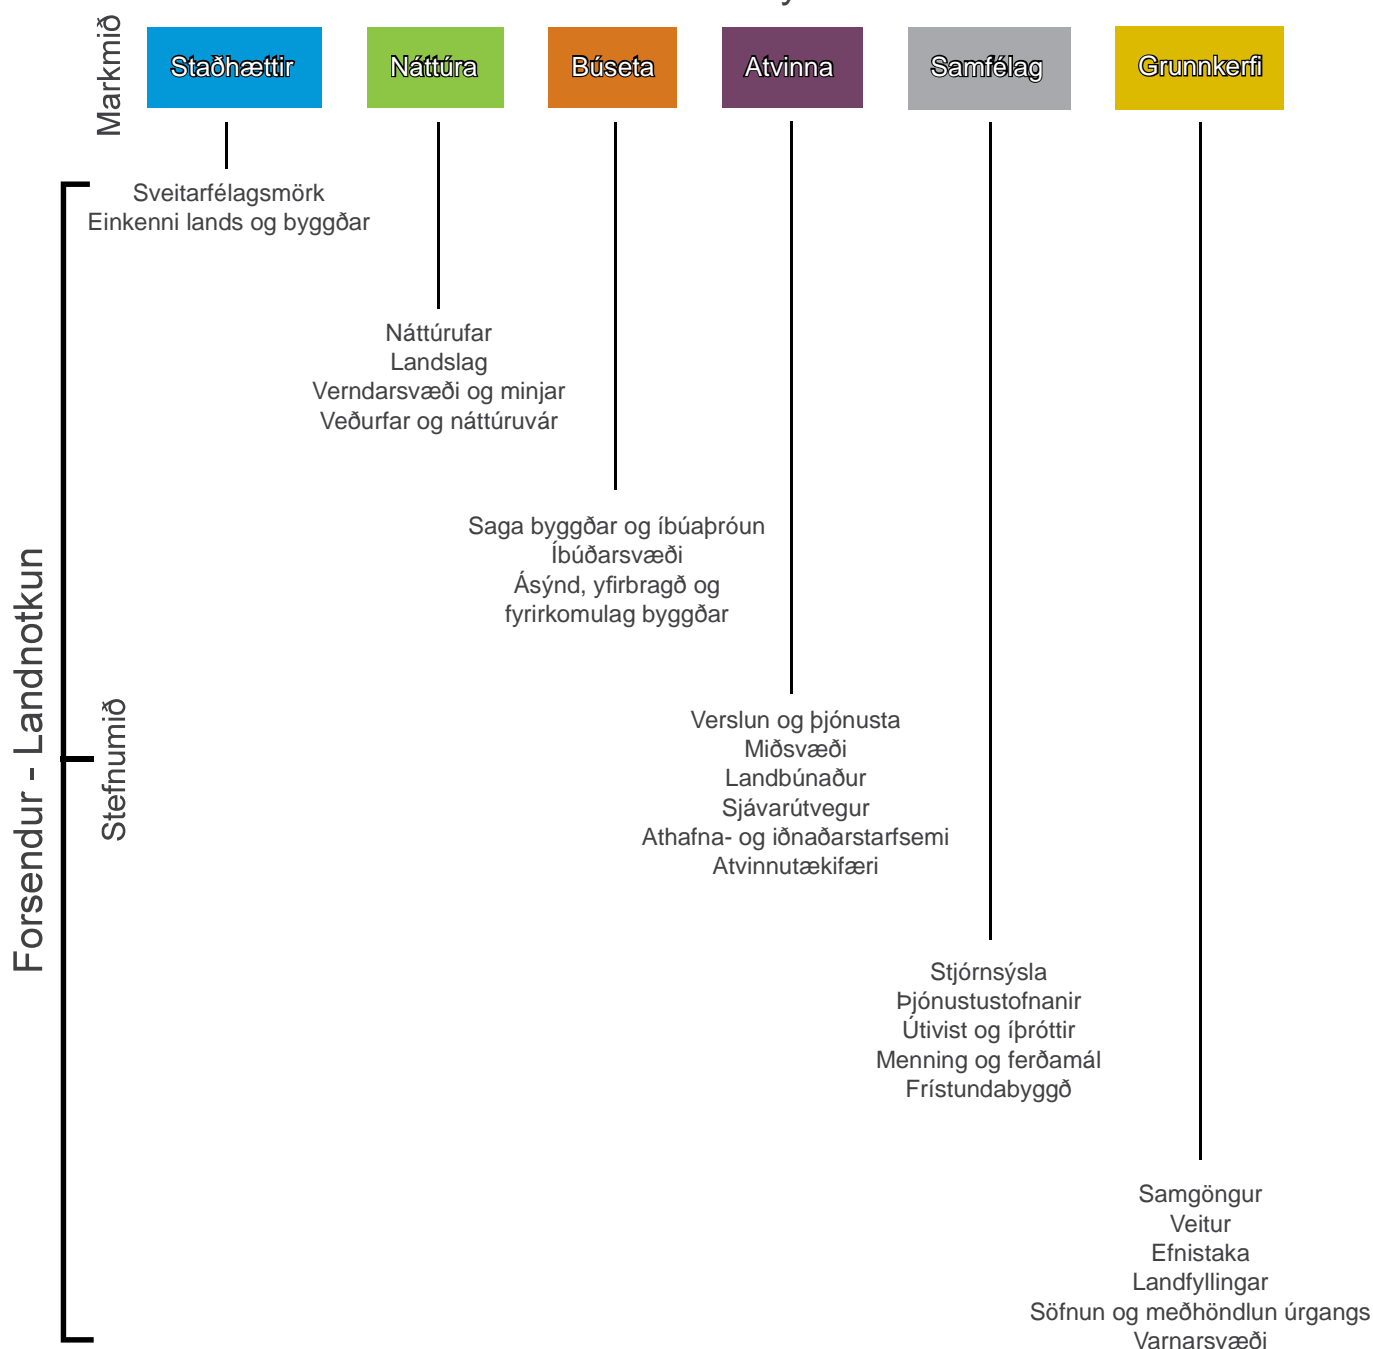 Markmið
Staðhættir
Náttúra
Búseta
Atvinna
Samfélag
Grunnkerfi
Forsendur - Landnotkun
Stefnumið
Sveitarfélagsmörk
Einkenni lands og byggðar
Náttúrufar
Landslag
Verndarsvæði og minjar
Veðurfar og náttúruvár
Saga byggðar og íbúaþróun
Íbúðarsvæði
Ásýnd, yfirbragð og
fyrirkomulag byggðar
Verslun og þjónusta
Miðsvæði
Landbúnaður
Sjávarútvegur
Athafna- og iðnaðarstarfsemi
Atvinnutækifæri
Stjórnsýsla
Þjónustustofnanir
Útivist og íþróttir
Menning og ferðamál
Frístundabyggð
Samgöngur
Veitur
Efnistaka
Landfyllingar
Söfnun og meðhöndlun úrgangs
Varnarsvæði